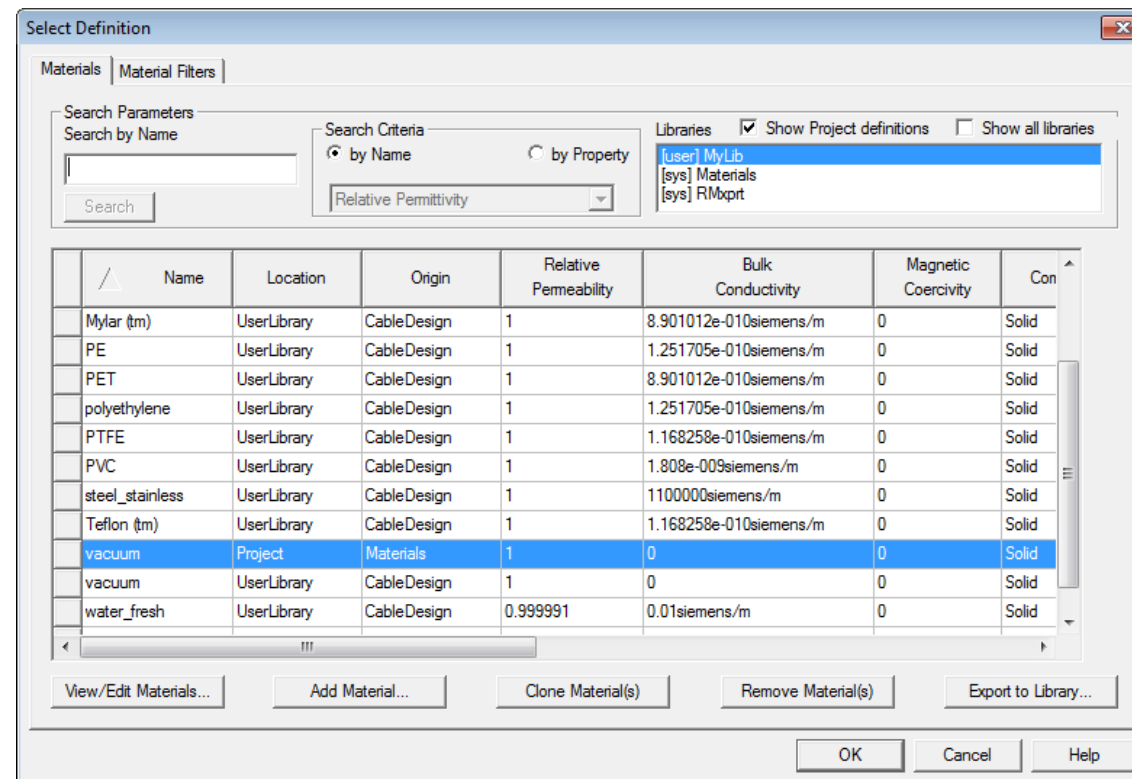 Select Definition
Materials Material Filters
Search Parameters
Search by Name
Search Criteria
Libraries Show Project definitions Show all libraries
by Name by Property
[user] MyLib
[sys] Materials
[sys] RMxprt
Search
Relative Permittivity
Name Location Origin Relative Permeability Bulk Conductivity Magnetic Coercivity Com
Mylar (tm) UserLibrary CableDesign 1 8.901012e-010siemens/m 0 Solid
PE UserLibrary CableDesign 1 1.251705e-010siemens/m 0 Solid
PET UserLibrary CableDesign 1 8.901012e-010siemens/m 0 Solid
polyethylene UserLibrary CableDesign 1 1.251705e-010siemens/m 0 Solid
PTFE UserLibrary CableDesign 1 1.168258e-010siemens/m 0 Solid
PVC UserLibrary CableDesign 1 1.808e-009siemens/m 0 Solid
steel_stainless UserLibrary CableDesign 1 1100000siemens/m 0 Solid
Teflon (tm) UserLibrary CableDesign 1 1.168258e-010siemens/m 0 Solid
vacuum Project Materials 1 0 0 Solid
vacuum UserLibrary CableDesign 1 0 0 Solid
water_fresh UserLibrary CableDesign 0.999991 0.01siemens/m 0 Solid
View/Edit Materials... Add Material... Clone Material(s) Remove Material(s) Export to Library...
OK Cancel Help